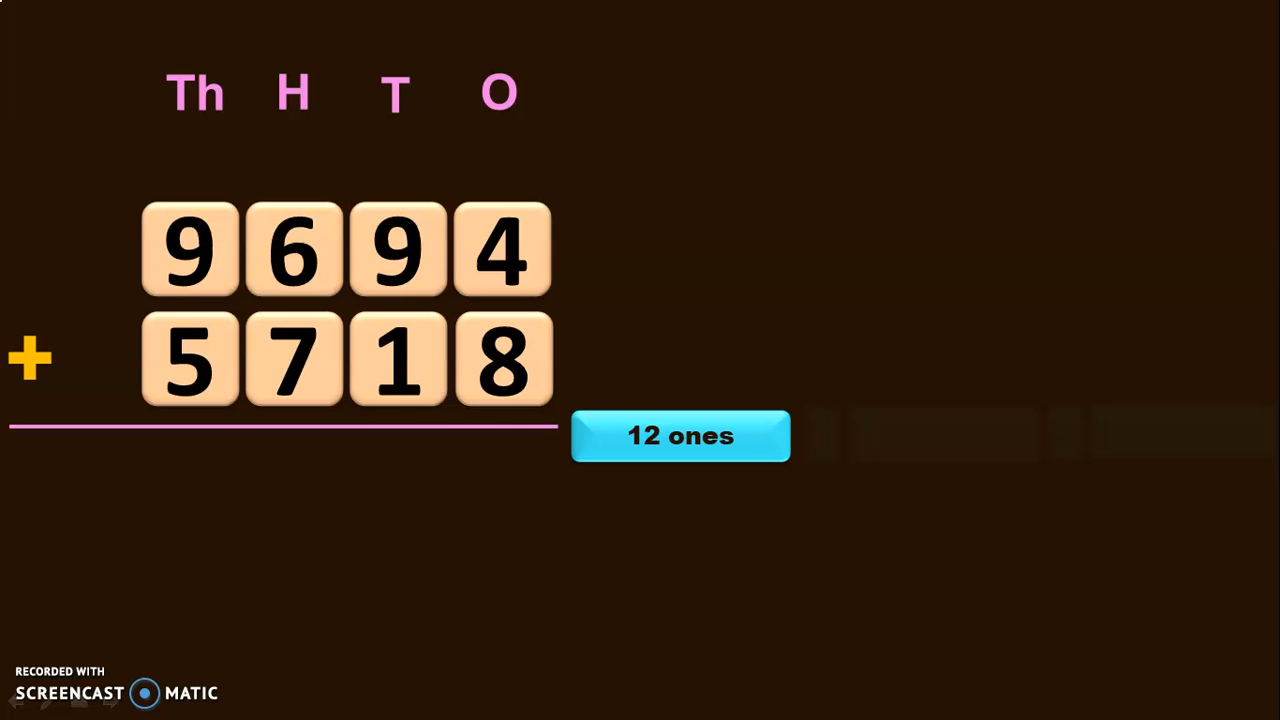 Th H T O
9 6 9 4
+ 5 7 1 8
12 ones
RECORDED WITH
SCREENCAST MATIC